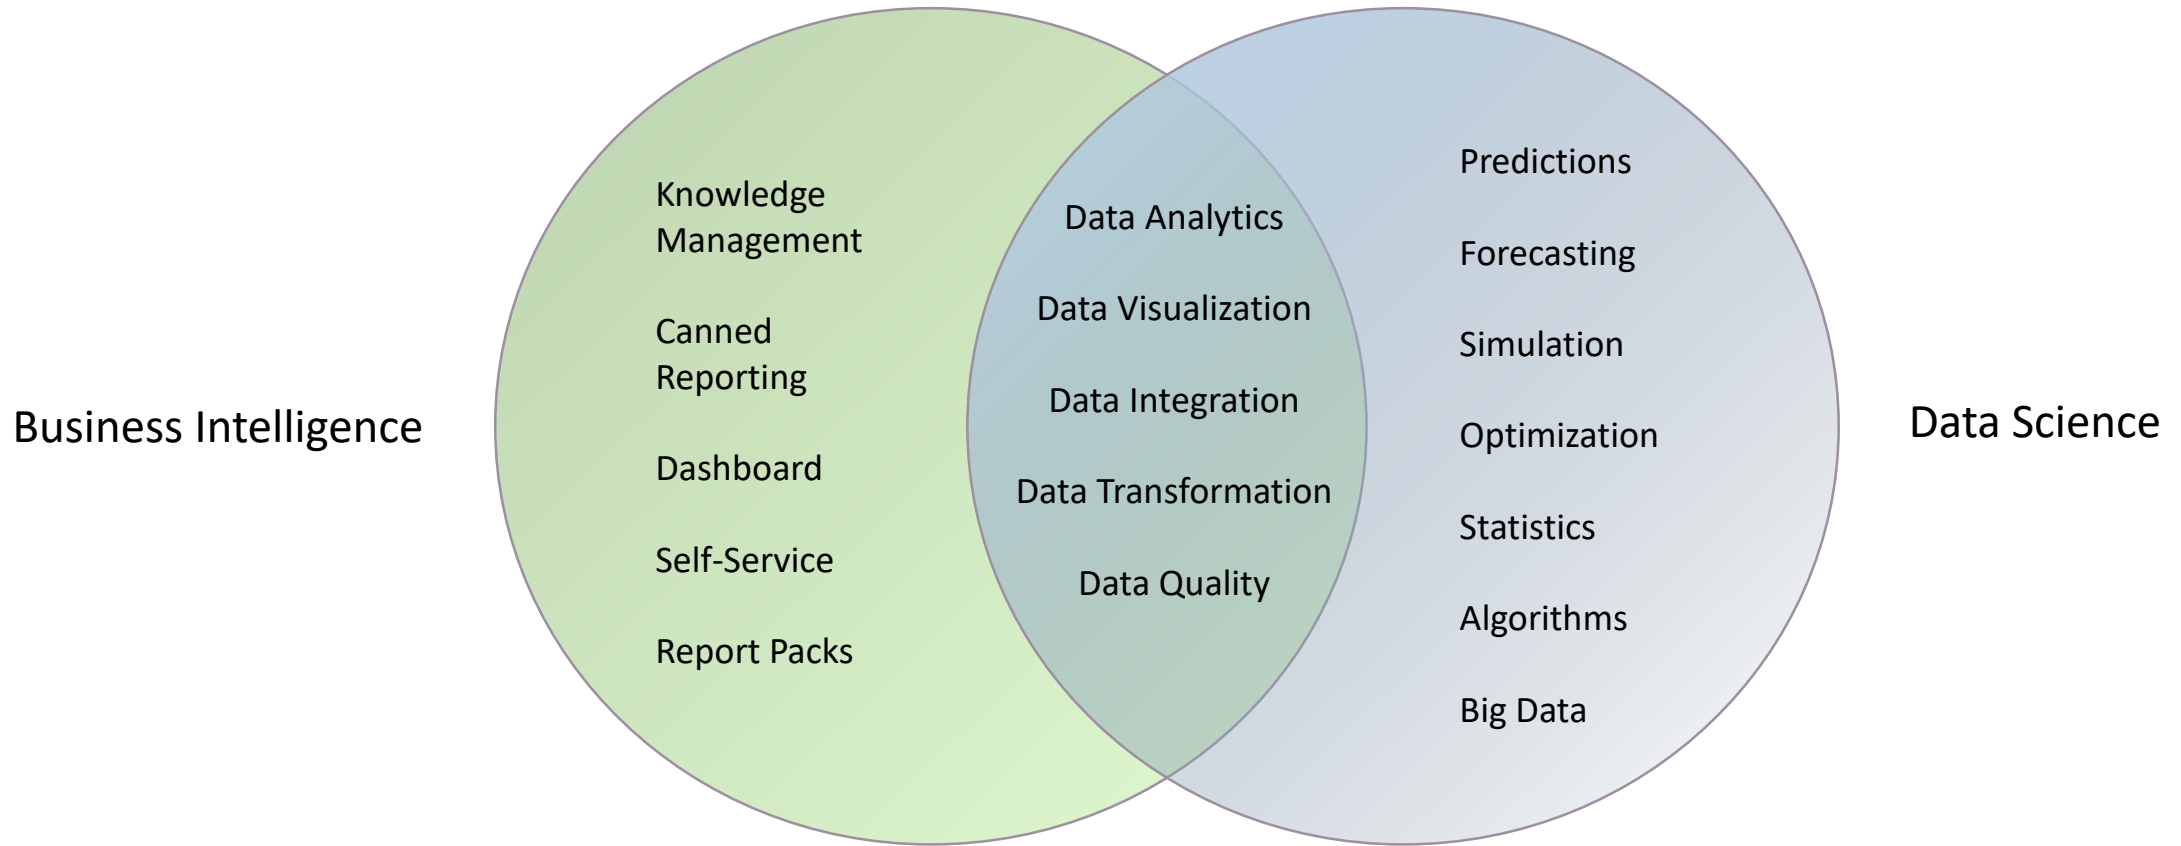 Business Intelligence
Knowledge
Management
Canned
Reporting
Dashboard
Self-Service
Report Packs
Data Analytics
Data Visualization
Data Integration
Data Transformation
Data Quality
Predictions
Forecasting
Simulation
Optimization
Statistics
Algorithms
Big Data
Data Science